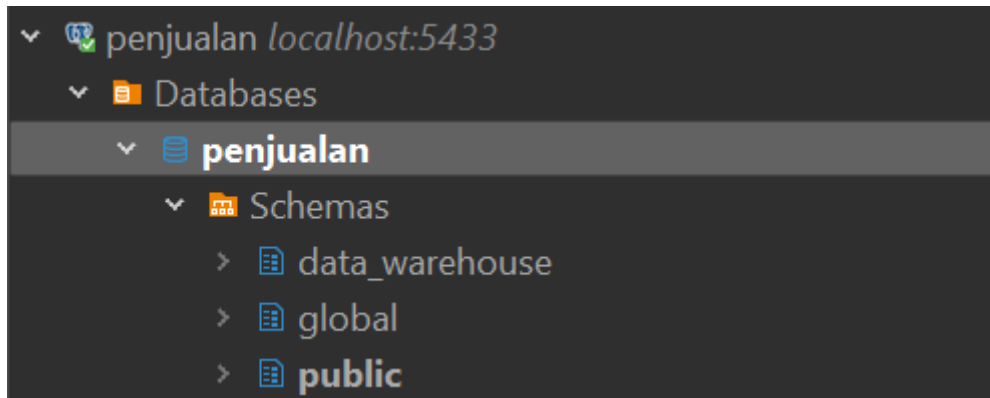 penjualan localhost:5433
Databases
penjualan
Schemas
data_warehouse
global
public